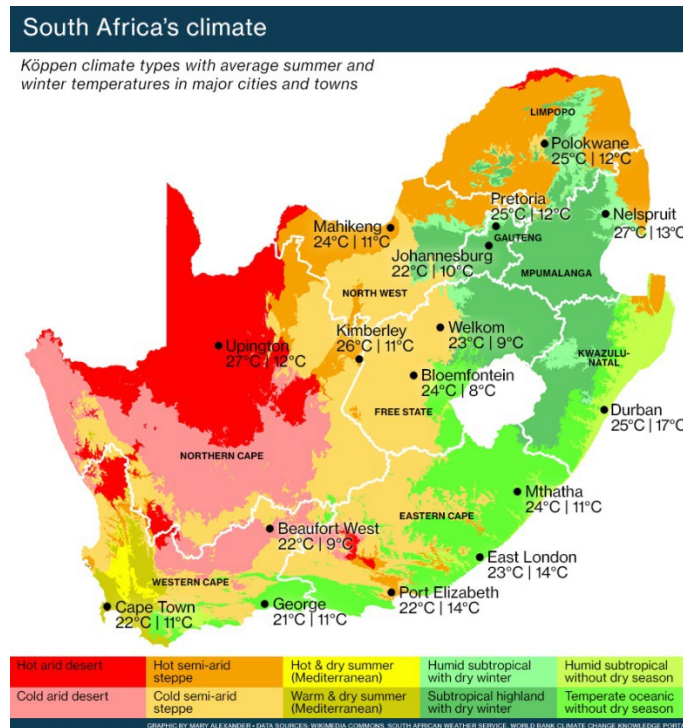 South Africa's climate
Köppen climate types with average summer and
winter temperatures in major cities and towns
LIMPOPO
Polokwane
25°C | 12°C
Pretoria
25°C | 12°C
Nelspruit
27°C | 13°C
Mahikeng
24°C | 11°C
GAUTENG
Johannesburg
22°C | 10°C
MPUMALANGA
NORTH WEST
Upington
27°C | 12°C
Kimberley
26°C | 11°C
Welkom
23°C | 9°C
KWAZULU-
NATAL
Bloemfontein
24°C | 8°C
FREE STATE
Durban
25°C | 17°C
NORTHERN CAPE
Mthatha
24°C | 11°C
EASTERN CAPE
Beaufort West
22°C | 9°C
East London
23°C | 14°C
WESTERN CAPE
Port Elizabeth
22°C | 14°C
Cape Town
22°C | 11°C
George
21°C | 11°C
Hot arid desert
Hot semi-arid
steppe
Hot & dry summer
(Mediterranean)
Humid subtropical
with dry winter
Humid subtropical
without dry season
Cold arid desert
Cold semi-arid
steppe
Warm & dry summer
(Mediterranean)
Subtropical highland
with dry winter
Temperate oceanic
without dry season
GRAPHIC BY MARY ALEXANDER • DATA SOURCES: WIKIMEDIA COMMONS, SOUTH AFRICAN WEATHER SERVICE, WORLD BANK CLIMATE CHANGE KNOWLEDGE PORTA